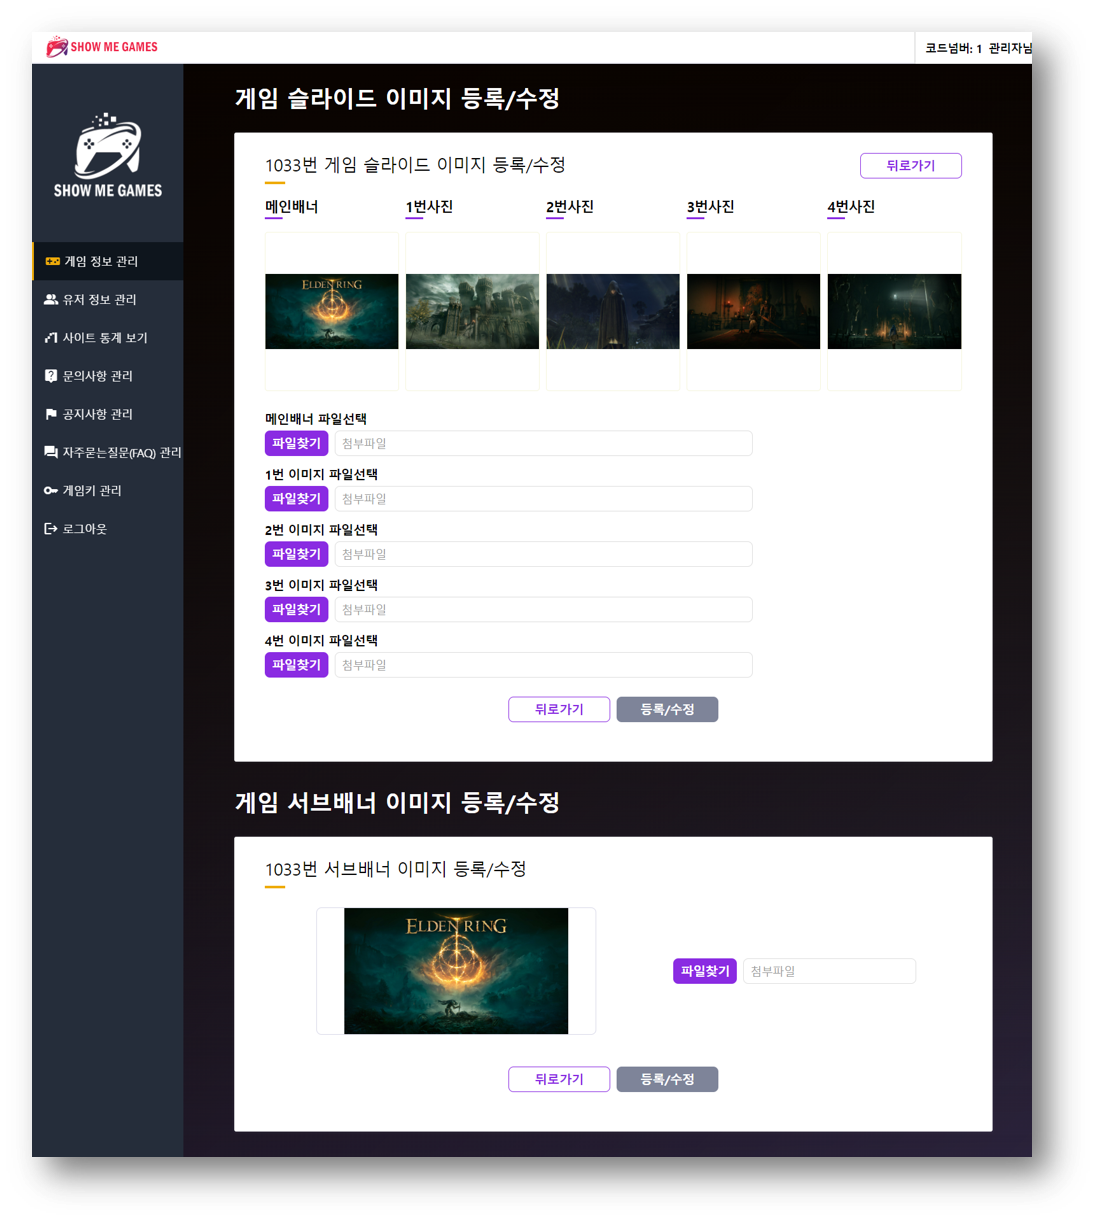 SHOW ME GAMES
코드넘버: 1 관리자님
SHOW ME GAMES
게임 정보 관리
유저 정보 관리
사이트 통계 보기
문의사항 관리
공지사항 관리
자주묻는질문(FAQ) 관리
게임키 관리
로그아웃
게임 슬라이드 이미지 등록/수정
1033번 게임 슬라이드 이미지 등록/수정
뒤로가기
메인배너 1번사진 2번사진 3번사진 4번사진
ELDEN RING
메인배너 파일선택
파일찾기 첨부파일
1번 이미지 파일선택
파일찾기 첨부파일
2번 이미지 파일선택
파일찾기 첨부파일
3번 이미지 파일선택
파일찾기 첨부파일
4번 이미지 파일선택
파일찾기 첨부파일
뒤로가기 등록/수정
게임 서브배너 이미지 등록/수정
1033번 서브배너 이미지 등록/수정
ELDEN RING
파일찾기 첨부파일
뒤로가기 등록/수정